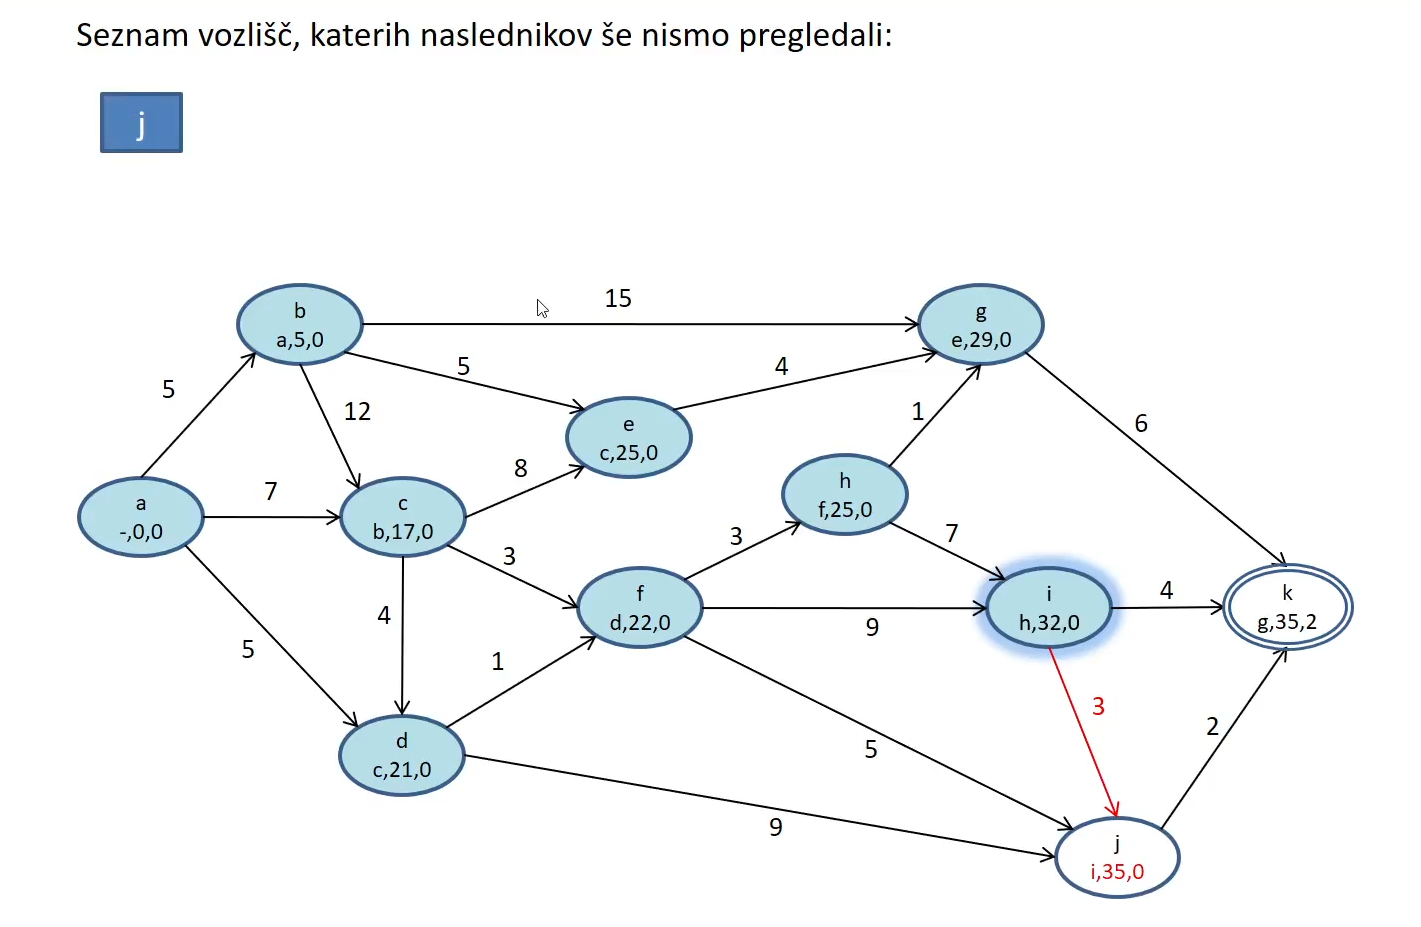 Seznam vozlišč, katerih naslednikov še nismo pregledali:
j
15
b
a,5,0
g
e,29,0
5
4
5
12
1
6
e
c,25,0
8
7
h
f,25,0
a
-,0,0
c
b,17,0
3
7
3
4
f
d,22,0
9
i
h,32,0
4
k
g,35,2
5
1
3
2
d
c,21,0
5
9
j
i,35,0